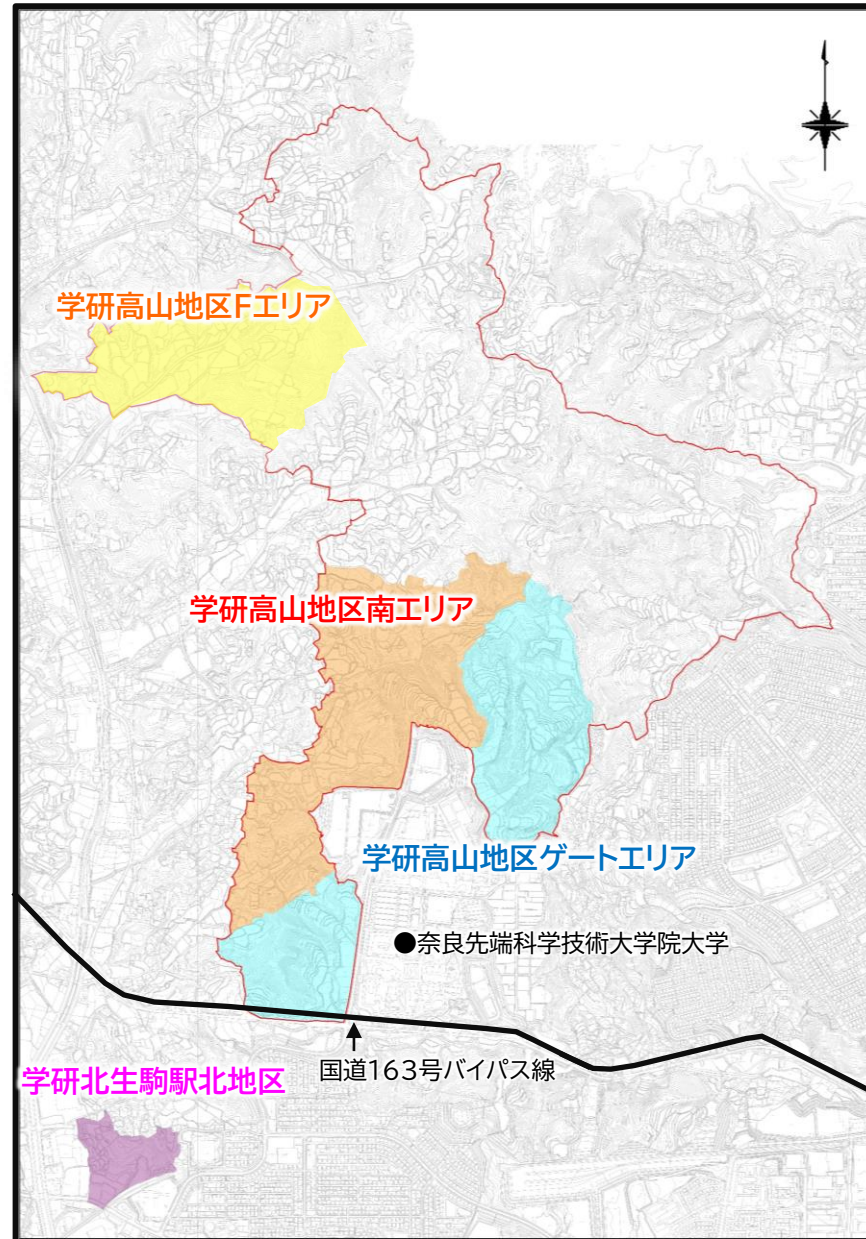 学研高山地区Fエリア
学研高山地区南エリア
学研高山地区ゲートエリア
●奈良先端科学技術大学院大学
国道163号バイパス線
学研北生駒駅北地区